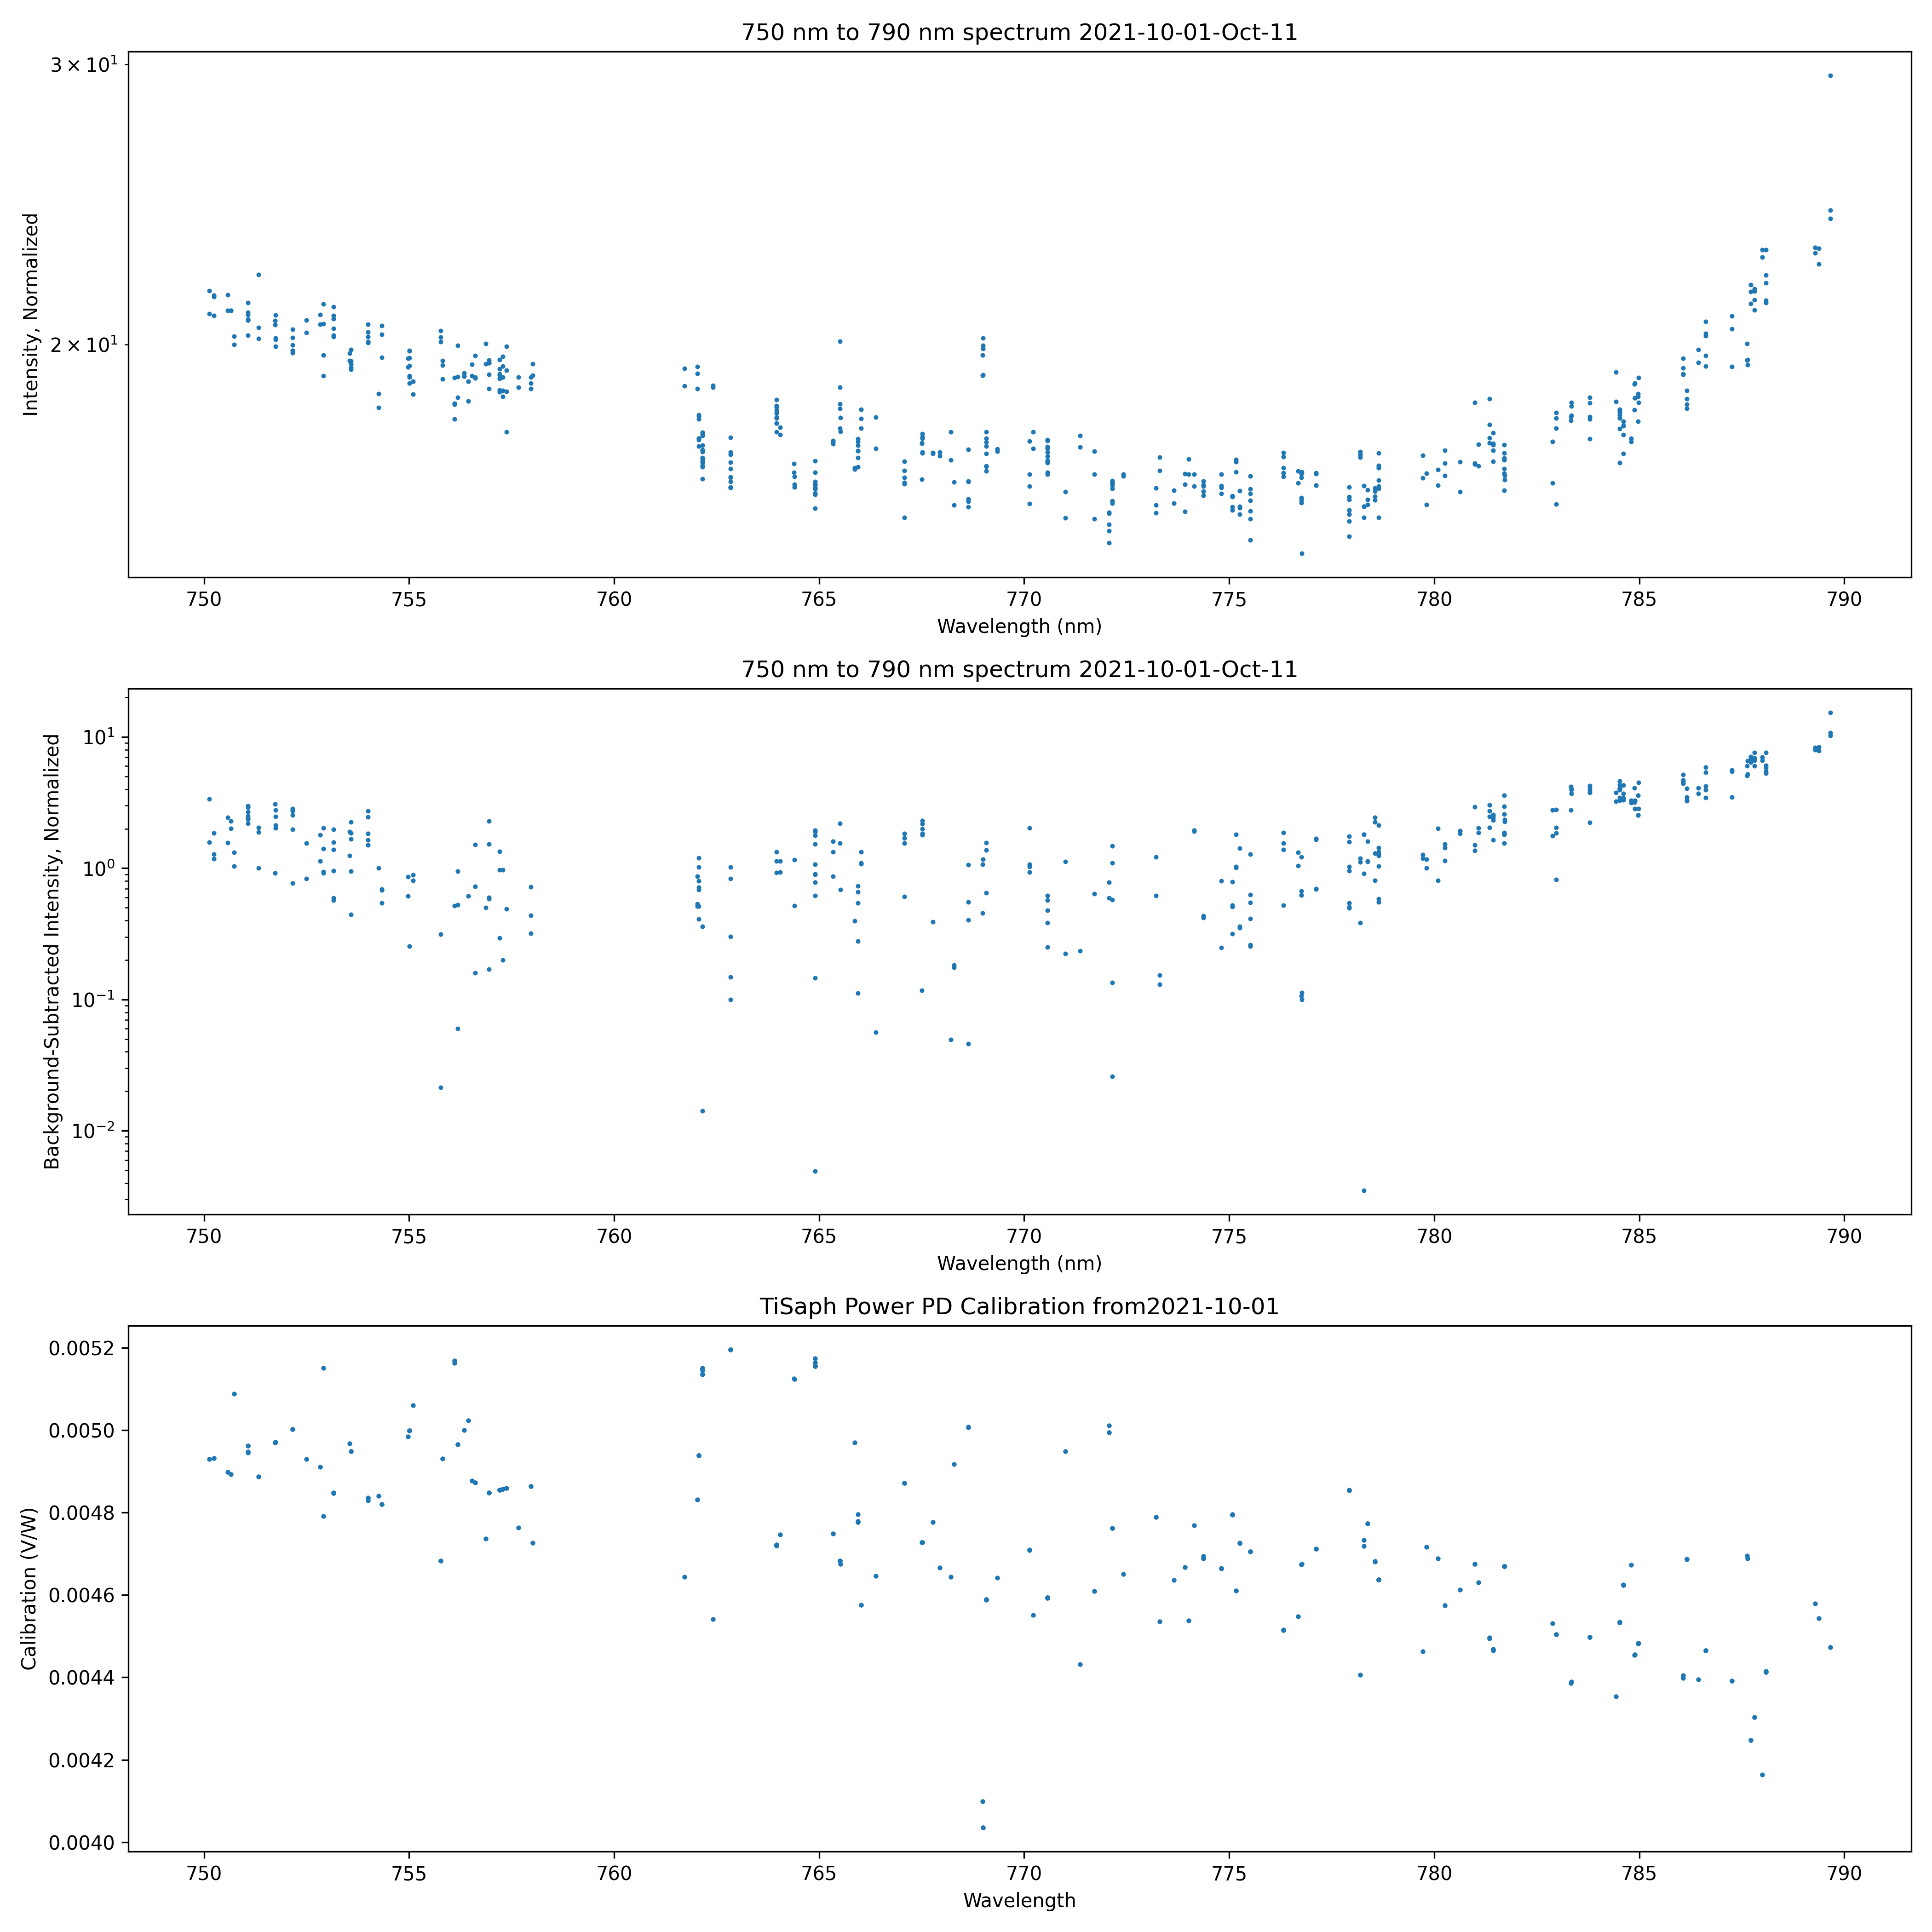 750 nm to 790 nm spectrum 2021-10-01-Oct-11
3 × 10¹
2 × 10¹
Intensity, Normalized
750 755 760 765 770 775 780 785 790
Wavelength (nm)
750 nm to 790 nm spectrum 2021-10-01-Oct-11
10¹
10⁰
10⁻¹
10⁻²
Background-Subtracted Intensity, Normalized
750 755 760 765 770 775 780 785 790
Wavelength (nm)
TiSaph Power PD Calibration from2021-10-01
0.0052
0.0050
0.0048
0.0046
0.0044
0.0042
0.0040
Calibration (V/W)
750 755 760 765 770 775 780 785 790
Wavelength